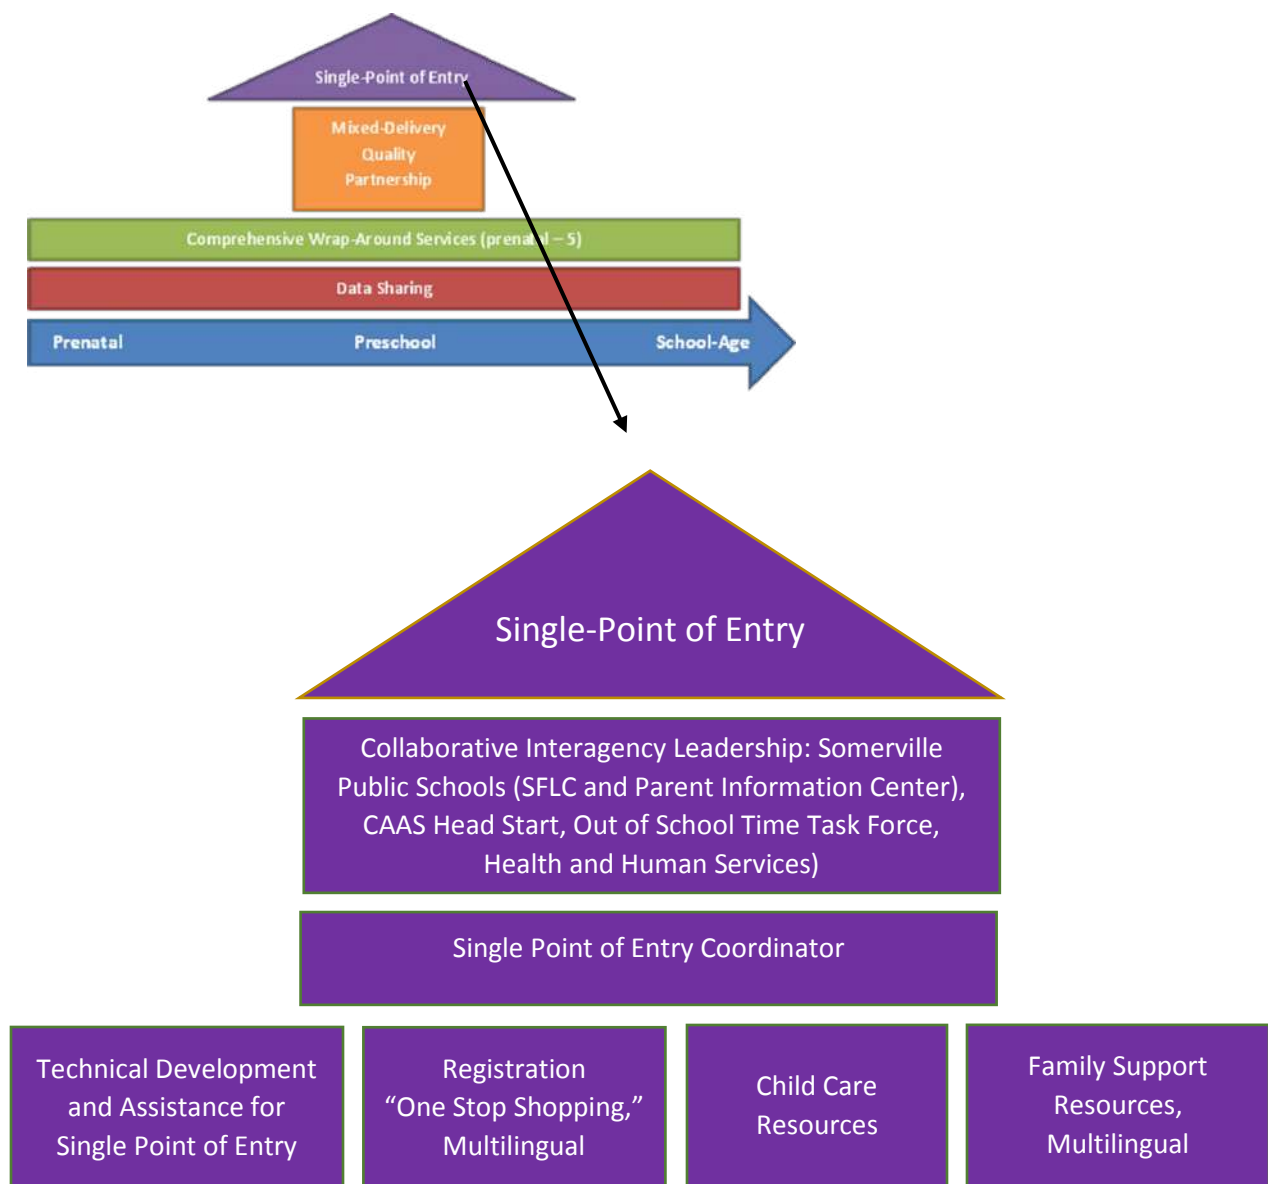 Single-Point of Entry
Mixed-Delivery
Quality
Partnership
Comprehensive Wrap-Around Services (prenatal – 5)
Data Sharing
Prenatal Preschool School-Age
Single-Point of Entry
Collaborative Interagency Leadership: Somerville
Public Schools (SFLC and Parent Information Center),
CAAS Head Start, Out of School Time Task Force,
Health and Human Services)
Single Point of Entry Coordinator
Technical Development
and Assistance for
Single Point of Entry
Registration
“One Stop Shopping,”
Multilingual
Child Care
Resources
Family Support
Resources,
Multilingual